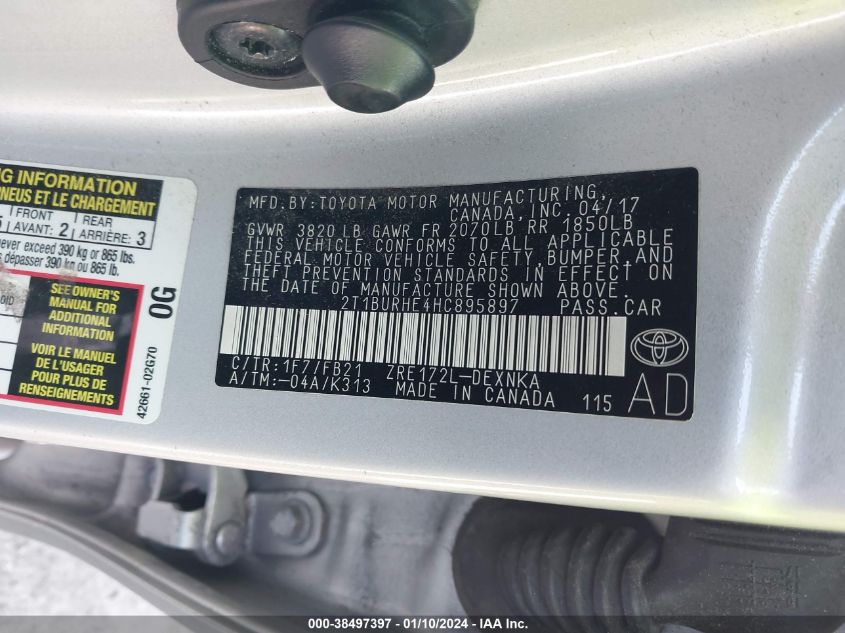 NG INFORMATION
PNEUS ET LE CHARGEMENT
5 FRONT AVANT: 2 REAR ARRIÈRE: 3
never exceed 390 kg or 865 lbs.
dépasser 390 kg ou 865 lb.
SEE OWNER'S
MANUAL FOR
ADDITIONAL
INFORMATION
VOIR LE MANUEL
DE L'USAGER
POUR PLUS DE
RENSEIGNEMENTS
0G
42661-02G70
MFD.BY:TOYOTA MOTOR MANUFACTURING,
CANADA, INC. 04/17
GVWR 3820 LB GAWR FR 2070LB RR 1850LB
THIS VEHICLE CONFORMS TO ALL APPLICABLE
FEDERAL MOTOR VEHICLE SAFETY, BUMPER, AND
THEFT PREVENTION STANDARDS IN EFFECT ON
THE DATE OF MANUFACTURE SHOWN ABOVE.
2T1BURHE4HC895897 PASS.CAR
C/TR:1F7/FB21 ZRE172L-DEXNKA
A/TM:-04A/K313 MADE IN CANADA 115
AD
000-38497397 - 01/10/2024 - IAA Inc.